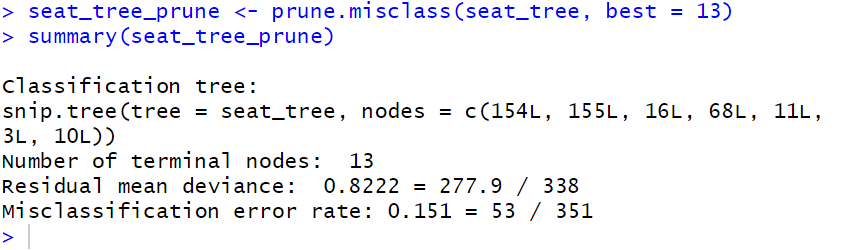 > seat_tree_prune <- prune.misclass(seat_tree, best = 13)
> summary(seat_tree_prune)
Classification tree:
snip.tree(tree = seat_tree, nodes = c(154L, 155L, 16L, 68L, 11L,
3L, 10L))
Number of terminal nodes:  13
Residual mean deviance:  0.8222 = 277.9 / 338
Misclassification error rate: 0.151 = 53 / 351
>